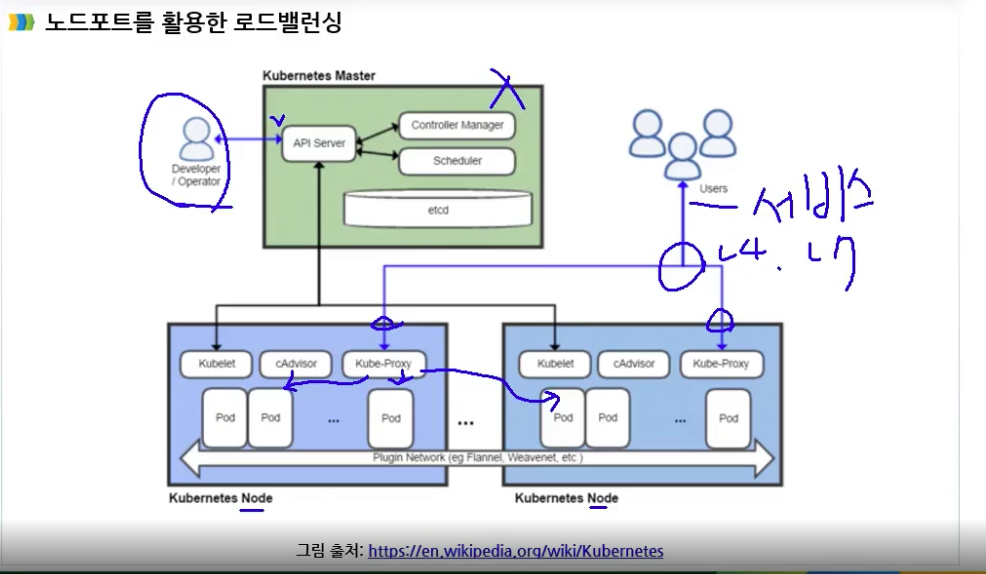 노드포트를 활용한 로드밸런싱
Kubernetes Master
API Server
Controller Manager
Scheduler
etcd
Developer
/ Operator
Users
서비스
L4. L7
Kubelet
cAdvisor
Kube-Proxy
Pod
Pod
...
Pod
Kubernetes Node
...
Kubelet
cAdvisor
Kube-Proxy
Pod
Pod
...
Pod
Plugin Network (eg Flannel, Weavenet, etc )
Kubernetes Node
그림 출처: https://en.wikipedia.org/wiki/Kubernetes